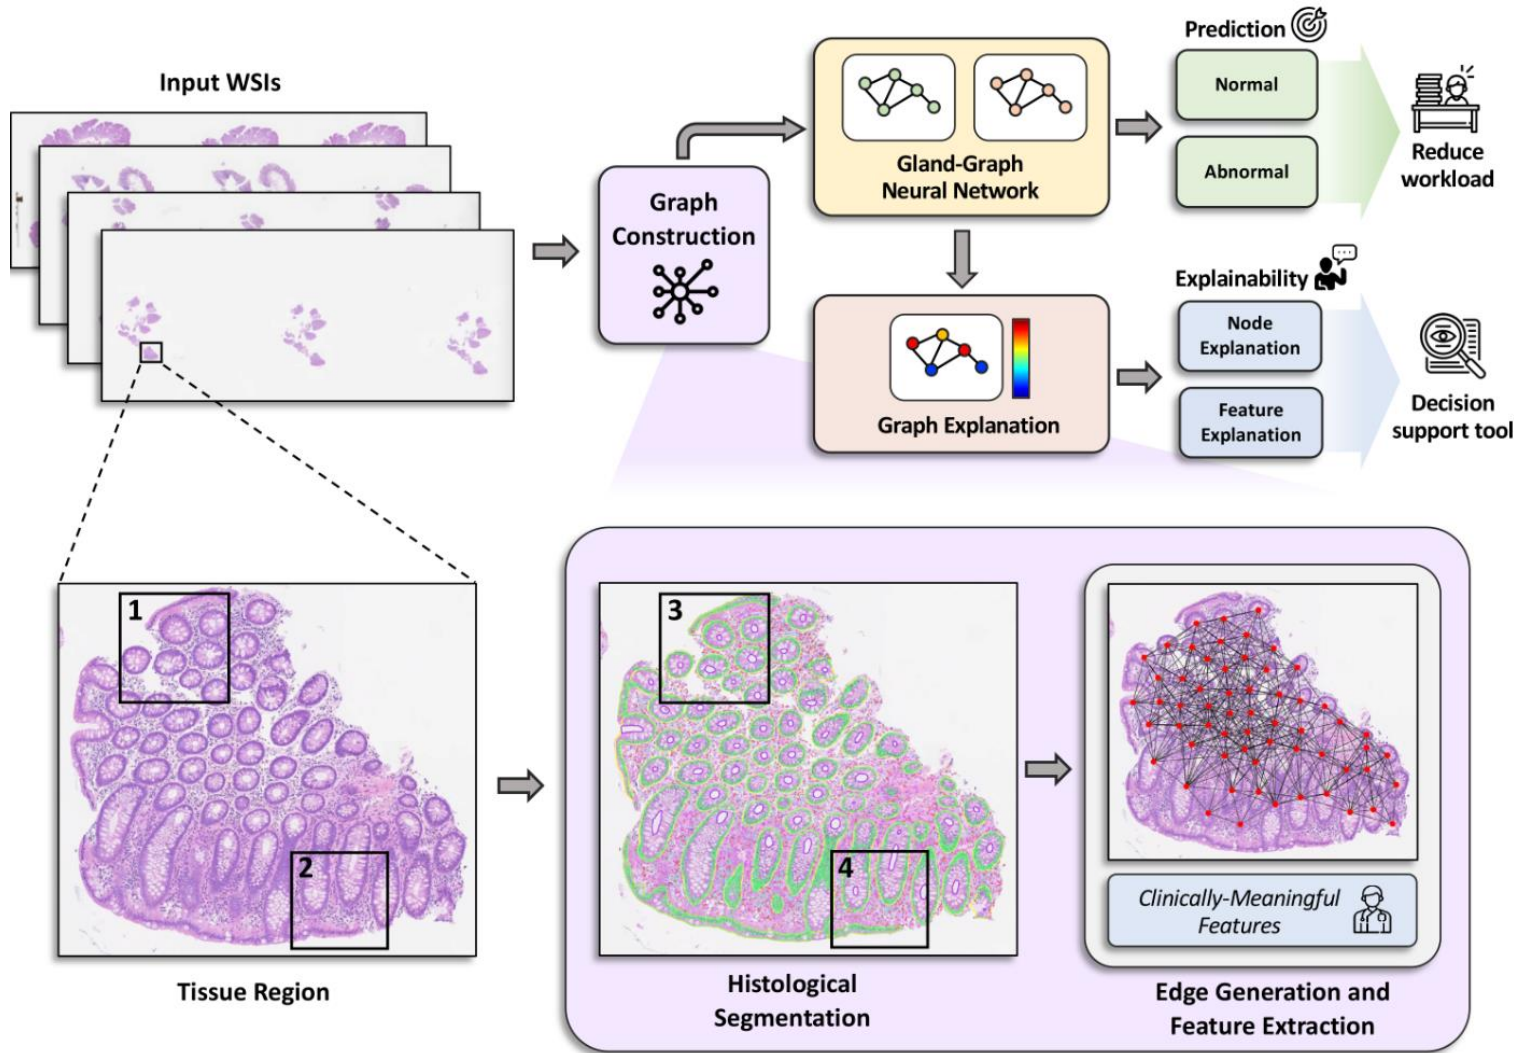 Input WSIs
Graph
Construction
Gland-Graph
Neural Network
Graph Explanation
Prediction
Normal
Abnormal
Reduce
workload
Explainability
Node
Explanation
Feature
Explanation
Decision
support tool
1
2
Tissue Region
3
4
Histological
Segmentation
Clinically-Meaningful
Features
Edge Generation and
Feature Extraction